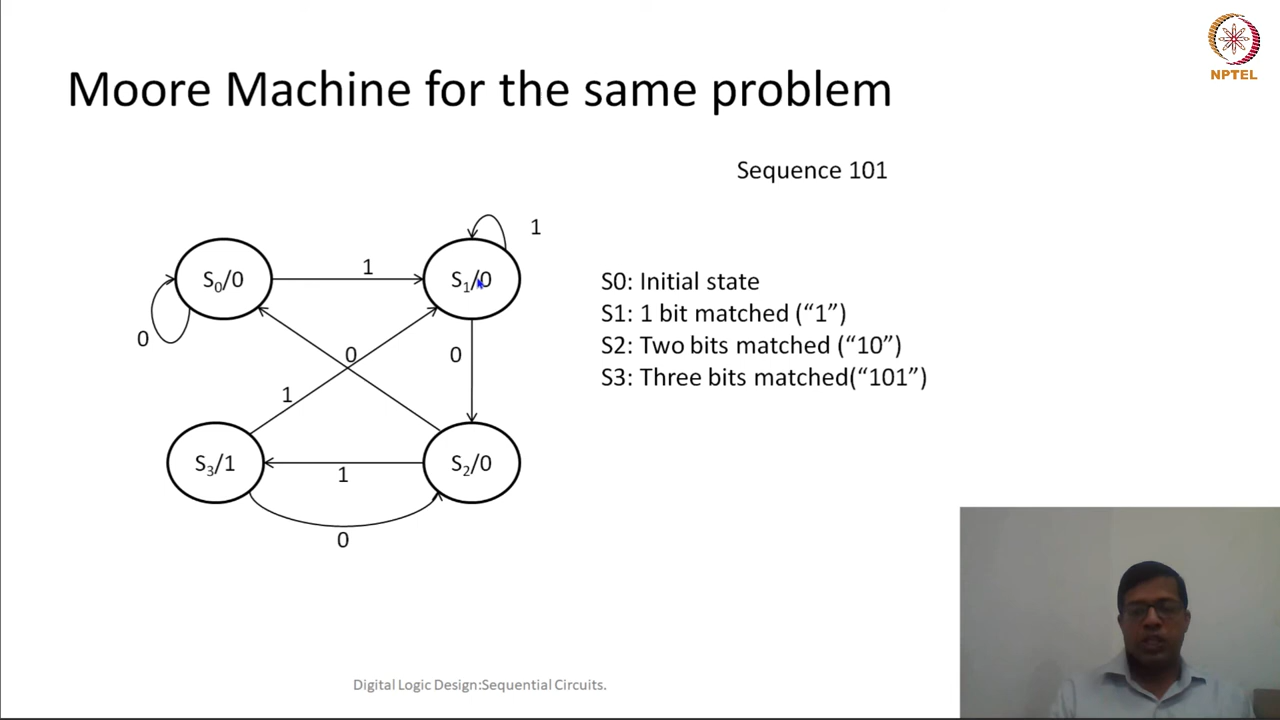 NPTEL
Moore Machine for the same problem
Sequence 101
1
S₀/0
1
S₁/0
0
0
0
1
S0: Initial state
S1: 1 bit matched (“1”)
S2: Two bits matched (“10”)
S3: Three bits matched(“101”)
S₃/1
1
S₂/0
0
Digital Logic Design:Sequential Circuits.